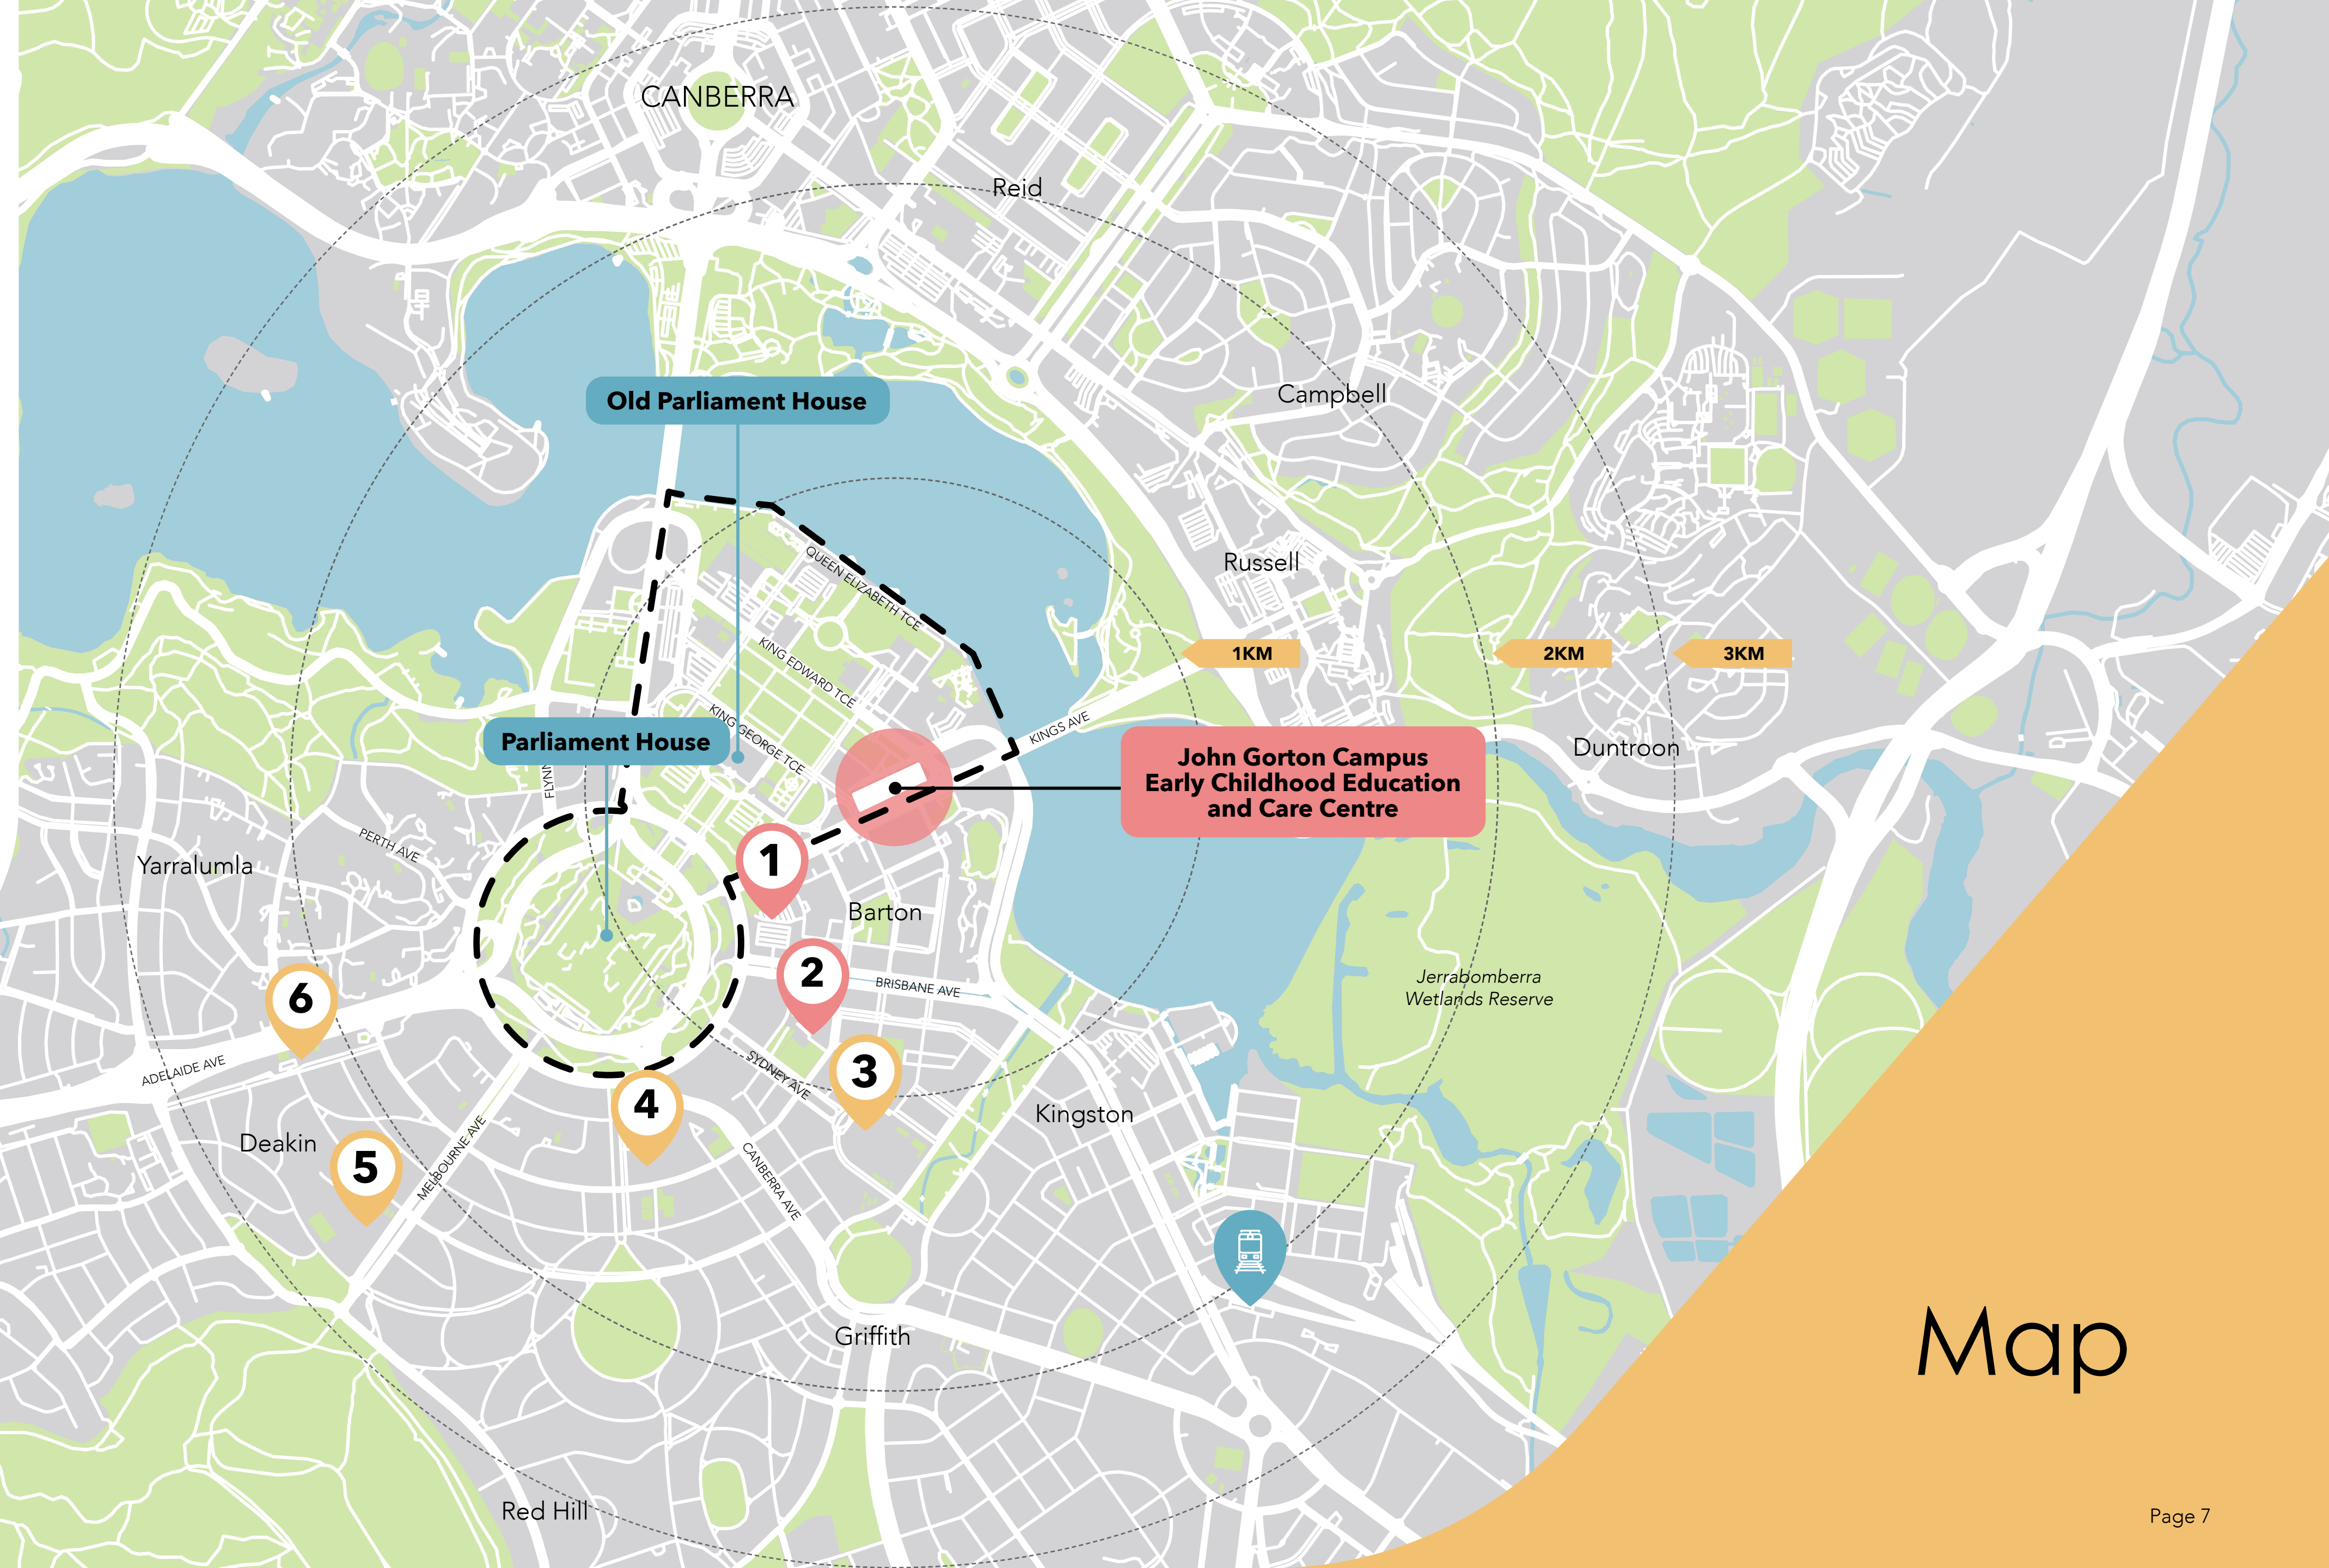 CANBERRA
Reid
Campbell
Old Parliament House
QUEEN ELIZABETH TCE
Russell
KING EDWARD TCE
1KM
2KM
3KM
KING GEORGE TCE
KINGS AVE
Parliament House
FLYNN
John Gorton Campus
Early Childhood Education
and Care Centre
Duntroon
PERTH AVE
Yarralumla
1
Barton
2
BRISBANE AVE
Jerrabomberra
Wetlands Reserve
6
ADELAIDE AVE
SYDNEY AVE
3
4
Kingston
Deakin
5
MELBOURNE AVE
CANBERRA AVE
Griffith
Map
Red Hill
Page 7